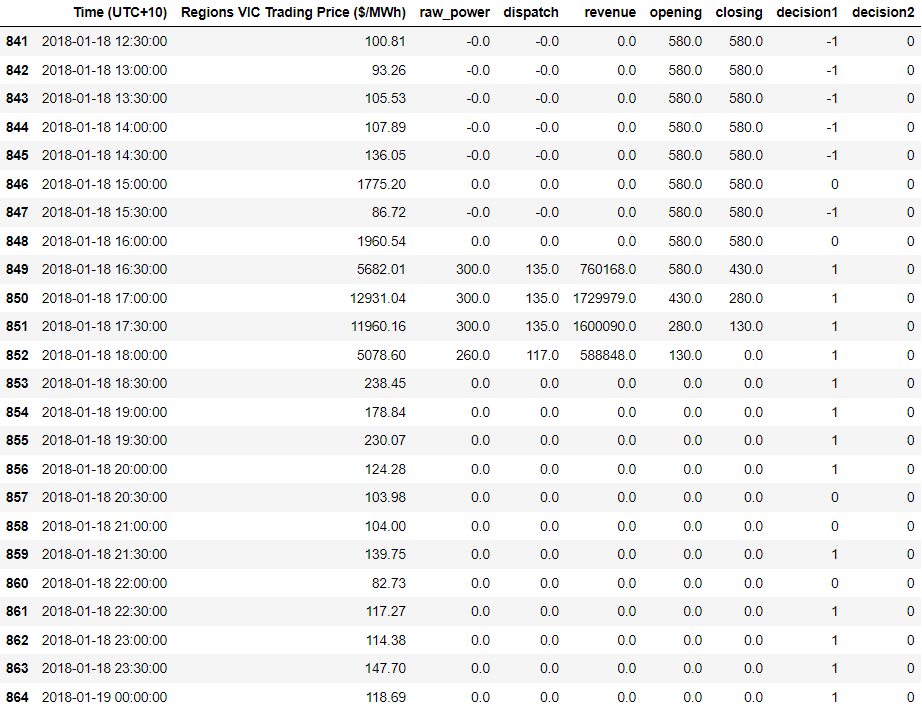 Time (UTC+10) Regions VIC Trading Price ($/MWh) raw_power dispatch revenue opening closing decision1 decision2
841 2018-01-18 12:30:00 100.81 -0.0 -0.0 0.0 580.0 580.0 -1 0
842 2018-01-18 13:00:00 93.26 -0.0 -0.0 0.0 580.0 580.0 -1 0
843 2018-01-18 13:30:00 105.53 -0.0 -0.0 0.0 580.0 580.0 -1 0
844 2018-01-18 14:00:00 107.89 -0.0 -0.0 0.0 580.0 580.0 -1 0
845 2018-01-18 14:30:00 136.05 -0.0 -0.0 0.0 580.0 580.0 -1 0
846 2018-01-18 15:00:00 1775.20 0.0 0.0 0.0 580.0 580.0 0 0
847 2018-01-18 15:30:00 86.72 -0.0 -0.0 0.0 580.0 580.0 -1 0
848 2018-01-18 16:00:00 1960.54 0.0 0.0 0.0 580.0 580.0 0 0
849 2018-01-18 16:30:00 5682.01 300.0 135.0 760168.0 580.0 430.0 1 0
850 2018-01-18 17:00:00 12931.04 300.0 135.0 1729979.0 430.0 280.0 1 0
851 2018-01-18 17:30:00 11960.16 300.0 135.0 1600090.0 280.0 130.0 1 0
852 2018-01-18 18:00:00 5078.60 260.0 117.0 588848.0 130.0 0.0 1 0
853 2018-01-18 18:30:00 238.45 0.0 0.0 0.0 0.0 0.0 1 0
854 2018-01-18 19:00:00 178.84 0.0 0.0 0.0 0.0 0.0 1 0
855 2018-01-18 19:30:00 230.07 0.0 0.0 0.0 0.0 0.0 1 0
856 2018-01-18 20:00:00 124.28 0.0 0.0 0.0 0.0 0.0 1 0
857 2018-01-18 20:30:00 103.98 0.0 0.0 0.0 0.0 0.0 0 0
858 2018-01-18 21:00:00 104.00 0.0 0.0 0.0 0.0 0.0 0 0
859 2018-01-18 21:30:00 139.75 0.0 0.0 0.0 0.0 0.0 1 0
860 2018-01-18 22:00:00 82.73 0.0 0.0 0.0 0.0 0.0 0 0
861 2018-01-18 22:30:00 117.27 0.0 0.0 0.0 0.0 0.0 1 0
862 2018-01-18 23:00:00 114.38 0.0 0.0 0.0 0.0 0.0 1 0
863 2018-01-18 23:30:00 147.70 0.0 0.0 0.0 0.0 0.0 1 0
864 2018-01-19 00:00:00 118.69 0.0 0.0 0.0 0.0 0.0 1 0